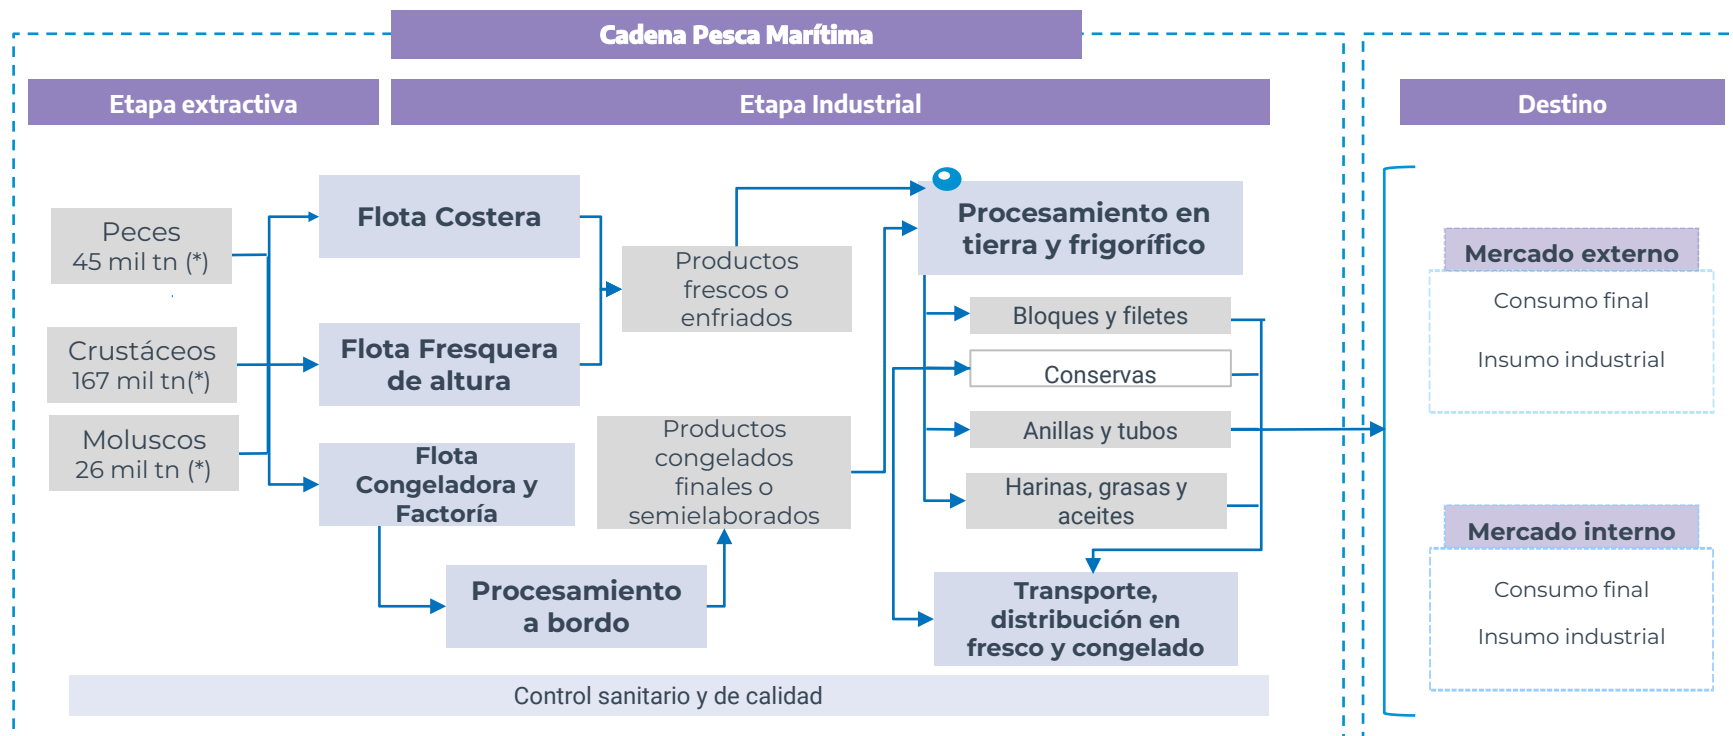 Cadena Pesca Marítima
Etapa extractiva
Etapa Industrial
Destino
Peces
45 mil tn (*)
Crustáceos
167 mil tn(*)
Moluscos
26 mil tn (*)
Flota Costera
Flota Fresquera
de altura
Flota
Congeladora y
Factoría
Procesamiento
a bordo
Productos
frescos o
enfriados
Productos
congelados
finales o
semielaborados
Procesamiento en
tierra y frigorífico
Bloques y filetes
Conservas
Anillas y tubos
Harinas, grasas y
aceites
Transporte,
distribución en
fresco y congelado
Control sanitario y de calidad
Mercado externo
Consumo final
Insumo industrial
Mercado interno
Consumo final
Insumo industrial